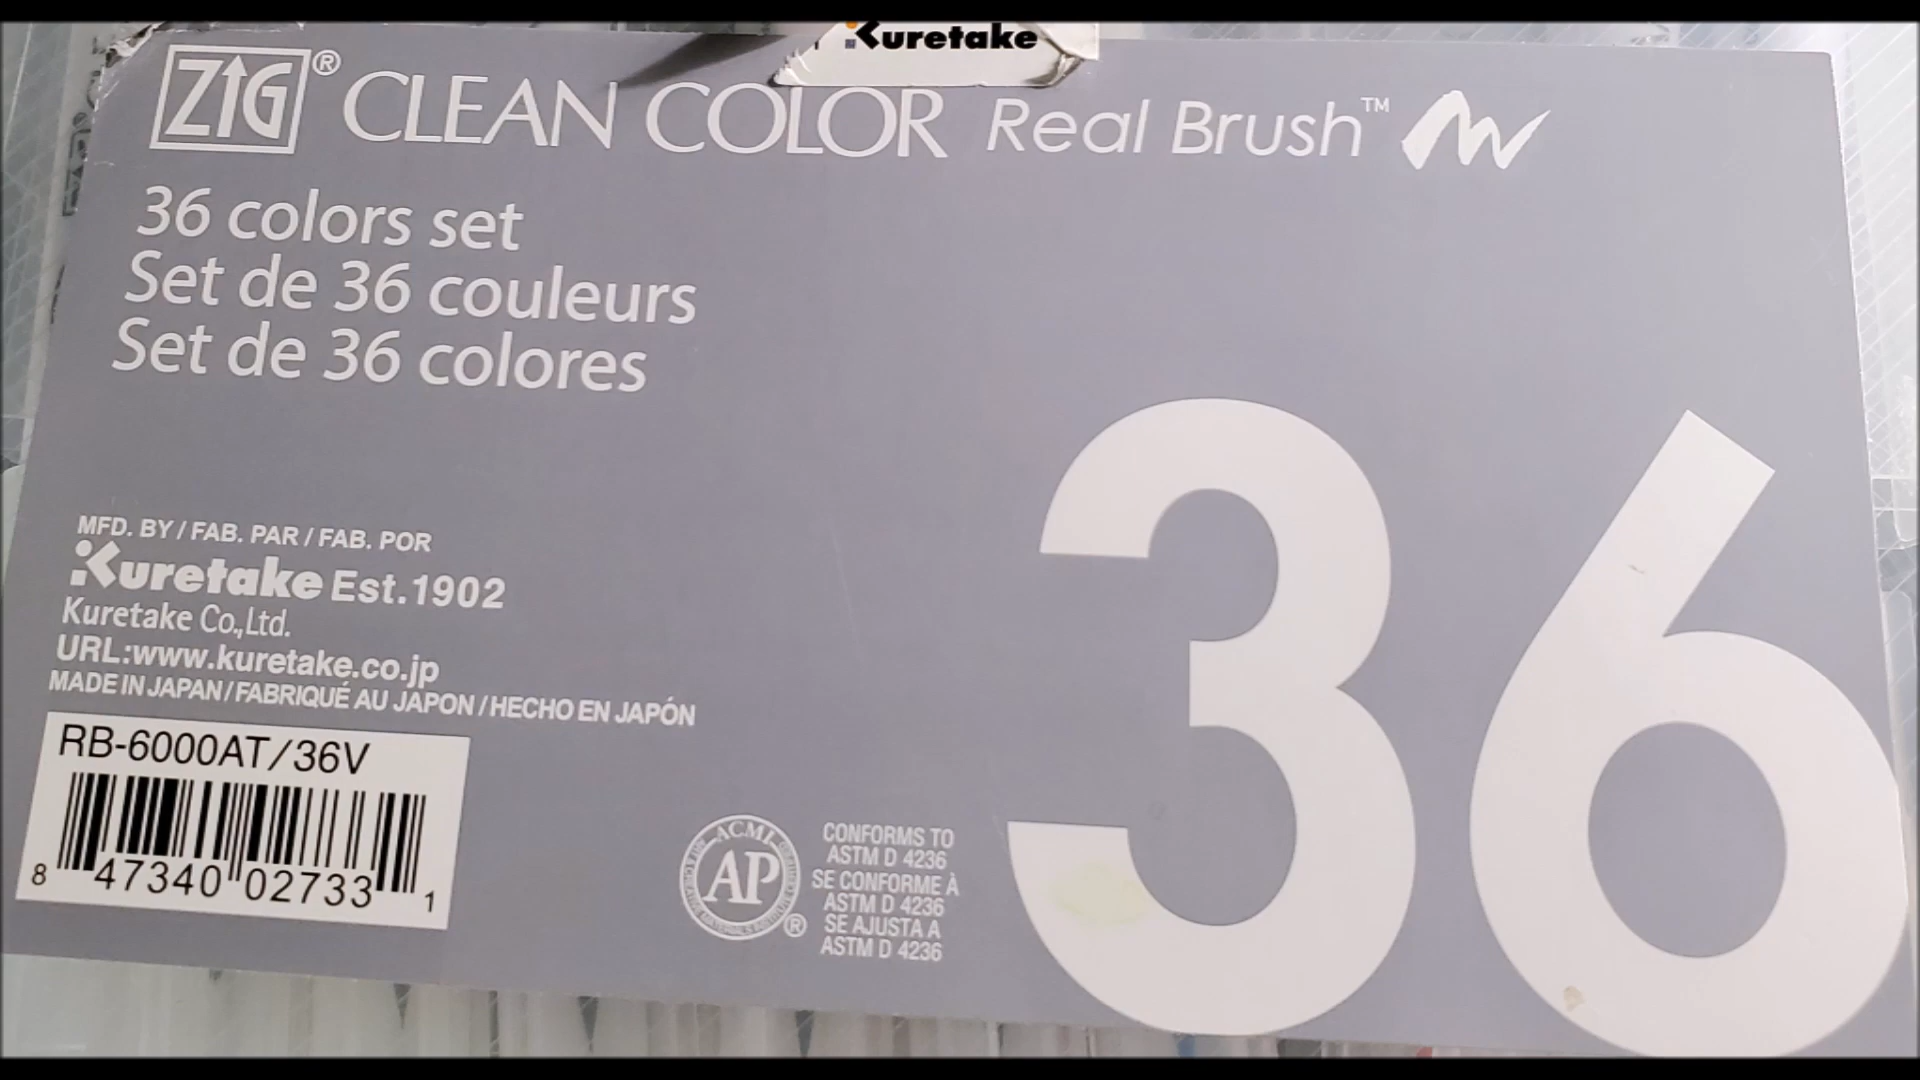 Kuretake
ZIG® CLEAN COLOR Real Brush™
36 colors set
Set de 36 couleurs
Set de 36 colores
36
MFD. BY / FAB. PAR / FAB. POR
Kuretake Est.1902
Kuretake Co.,Ltd.
URL:www.kuretake.co.jp
MADE IN JAPAN / FABRIQUÉ AU JAPON / HECHO EN JAPÓN
RB-6000AT/36V
8 47340 02733 1
ACMI
AP®
CONFORMS TO
ASTM D 4236
SE CONFORME À
ASTM D 4236
SE AJUSTA A
ASTM D 4236